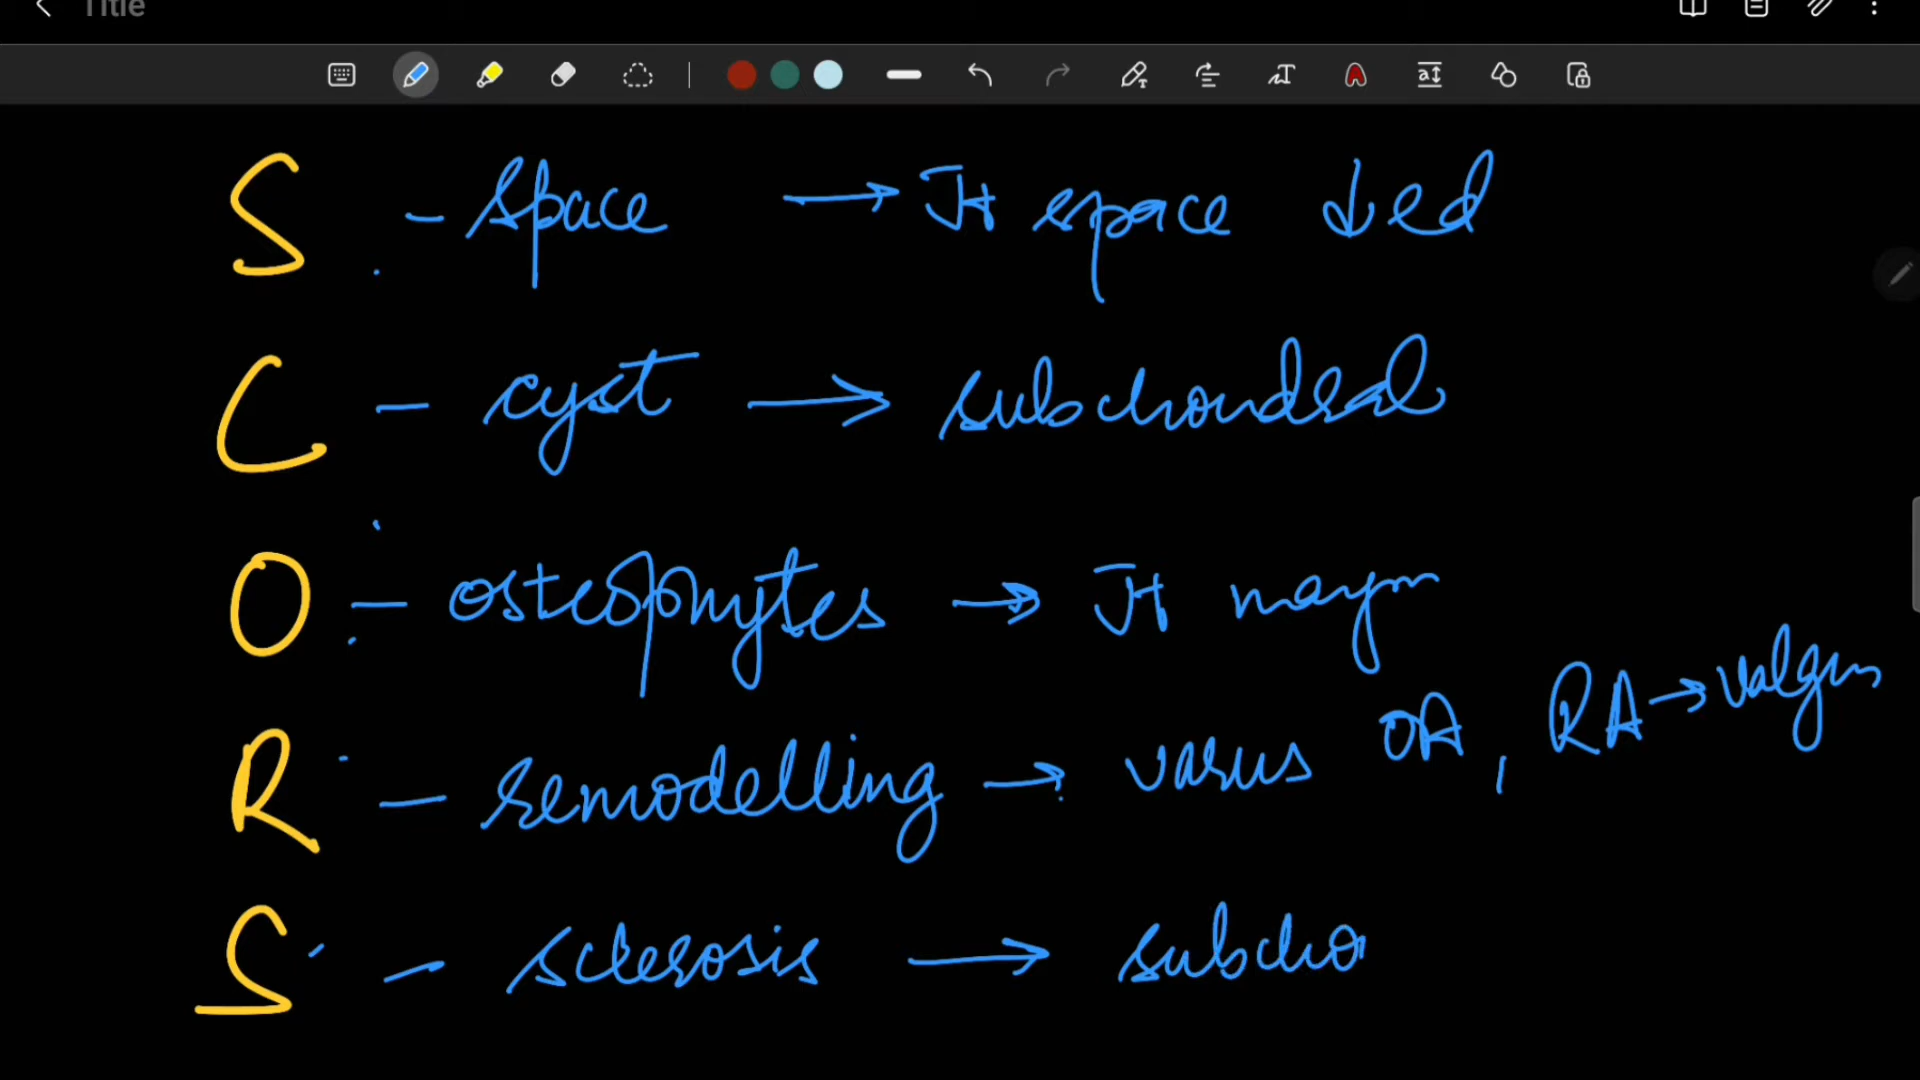 Title
S - space → Jt space ↓ed
C - cyst → subchondral
O - osteophytes → Jt margin
R - remodelling → varus OA, RA → valgus
S - sclerosis → subcho